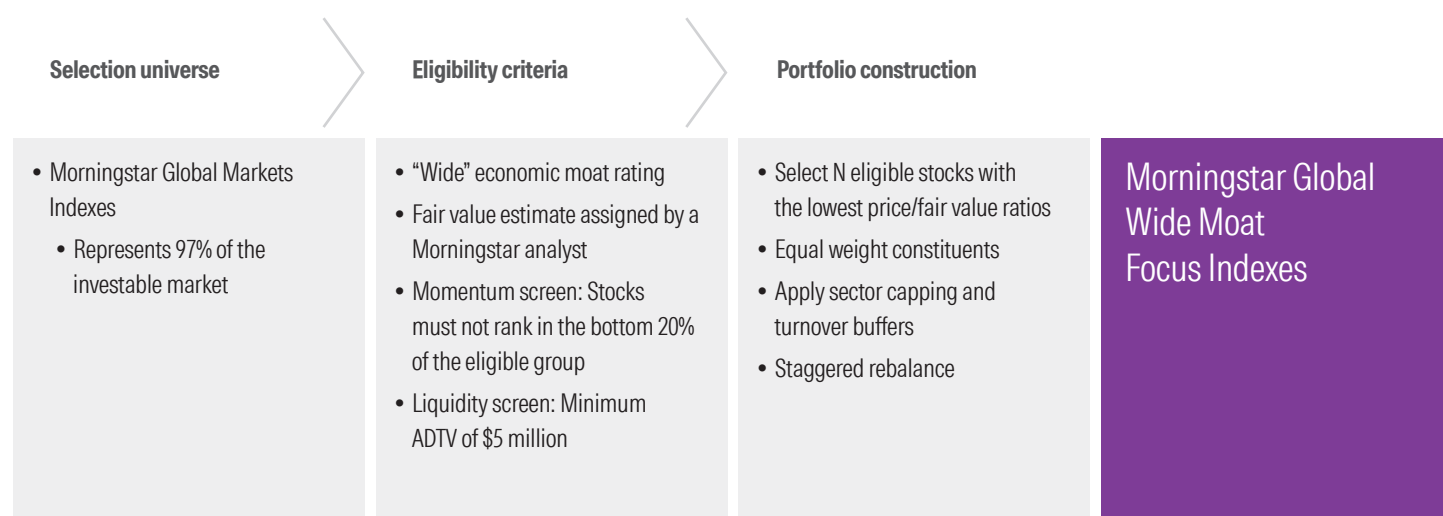 Selection universe
Eligibility criteria
Portfolio construction
• Morningstar Global Markets
Indexes
• Represents 97% of the
investable market
• “Wide” economic moat rating
• Fair value estimate assigned by a
Morningstar analyst
• Momentum screen: Stocks
must not rank in the bottom 20%
of the eligible group
• Liquidity screen: Minimum
ADTV of $5 million
• Select N eligible stocks with
the lowest price/fair value ratios
• Equal weight constituents
• Apply sector capping and
turnover buffers
• Staggered rebalance
Morningstar Global
Wide Moat
Focus Indexes